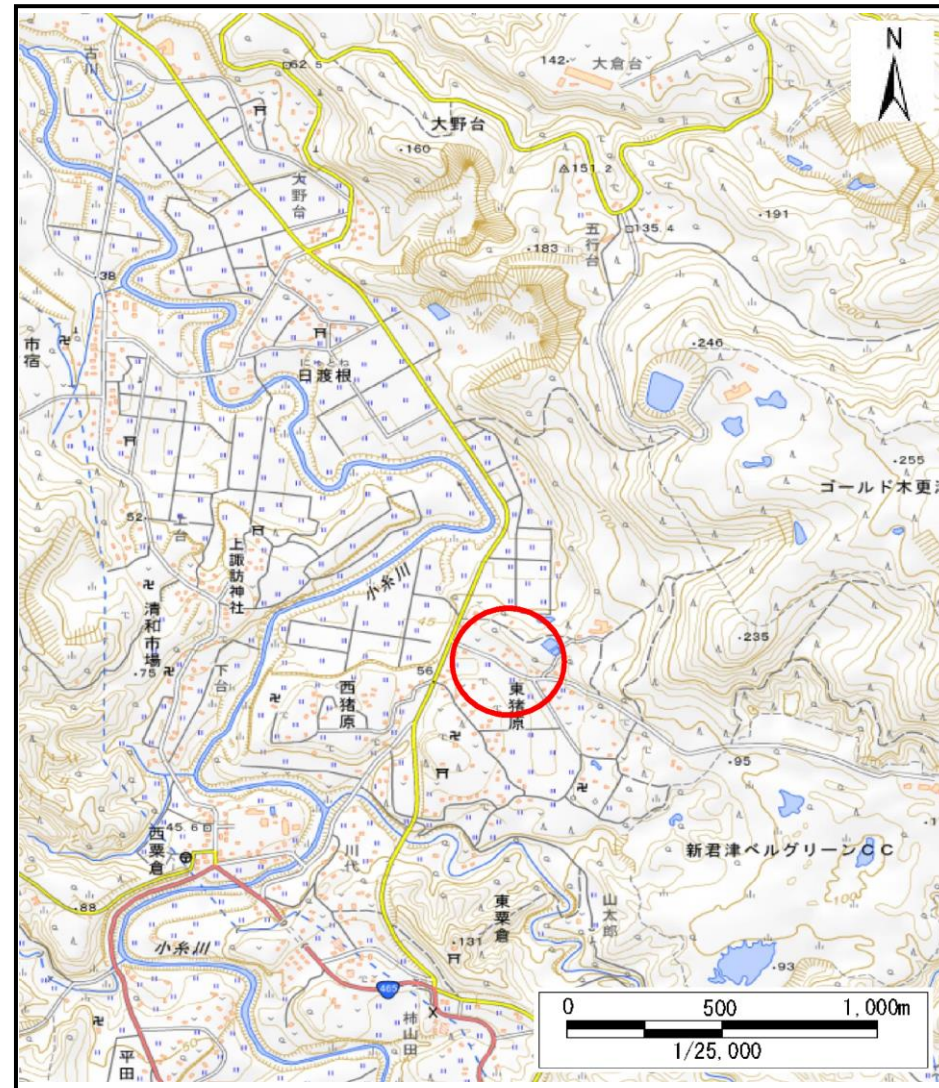 N
古川
62.5
142
大倉台
大野台
160
151.2
大野台
五行台
135.4
191
183
38
246
市宿
にゅうとね
日渡根
255
ゴールド木更津
52
上台
上諏訪神社
小糸川
45
清和市場
75
下台
235
56
西猪原
東猪原
95
45.6
西粟倉
川代
新君津ベルグリーンCC
100
88
東粟倉
山太郎
小糸川
131
93
465
柿山田
平田
0 500 1,000m
1/25,000